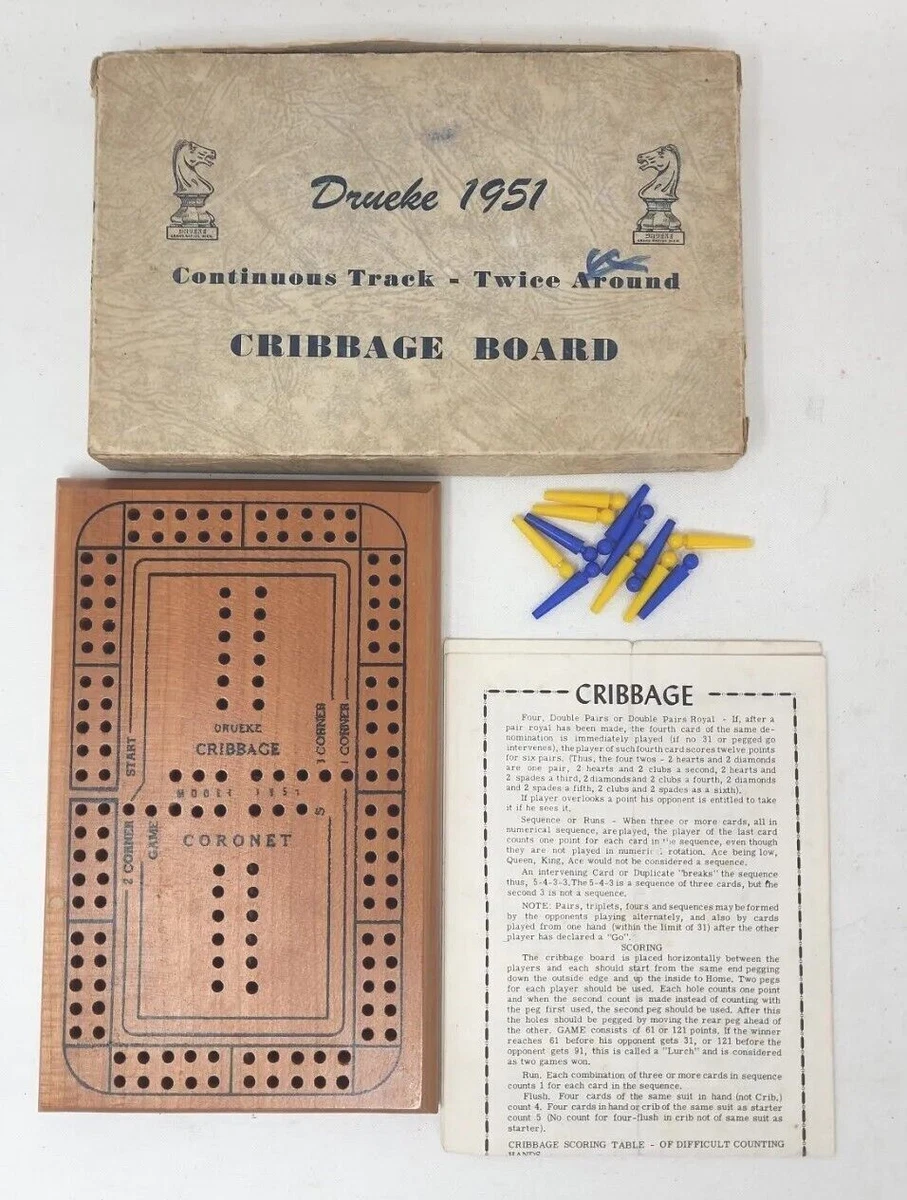 Drueke 1951
Continuous Track - Twice Around
CRIBBAGE BOARD
DRUEKE
CRIBBAGE
CORONET
START
2 CORNER
GAME
3 CORNER
1 CORNER
S
CRIBBAGE
Four, Double Pairs or Double Pairs Royal - If, after a
pair royal has been made, the fourth card of the same de-
nomination is immediately played (if no 31 or pegged go
intervenes), the player of such fourth card scores twelve points
for six pairs. (Thus, the four twos - 2 hearts and 2 diamonds
are one pair, 2 hearts and 2 clubs a second, 2 hearts and
2 spades a third, 2 diamonds and 2 clubs a fourth, 2 diamonds
and 2 spades a fifth, 2 clubs and 2 spades as a sixth).
If player overlooks a point his opponent is entitled to take
it if he sees it.
Sequence or Runs - When three or more cards, all in
numerical sequence, are played, the player of the last card
counts one point for each card in the sequence, even though
they are not played in rotation. Ace being low,
Queen, King, Ace would not be considered a sequence.
An intervening Card or Duplicate "breaks" the sequence
thus, 5-4-3-3. The 5-4-3 is a sequence of three cards, but the
second 3 is not a sequence.
NOTE: Pairs, triplets, fours and sequences may be formed
by the opponents playing alternately, and also by cards
played from one hand (within the limit of 31) after the other
player has declared a "Go".
SCORING
The cribbage board is placed horizontally between the
players and each should start from the same end pegging
down the outside edge and up the inside to Home. Two pegs
for each player should be used. Each hole counts one point
and when the second count is made instead of counting with
the peg first used, the second peg should be used. After this
the holes should be pegged by moving the rear peg ahead of
the other. GAME consists of 61 or 121 points. If the winner
reaches 61 before his opponent gets 31, or 121 before the
opponent gets 91, this is called a "Lurch" and is considered
as two games won.
Run. Each combination of three or more cards in sequence
counts 1 for each card in the sequence.
Flush. Four cards of the same suit in hand (not Crib.)
count 4. Four cards in hand or crib of the same suit as starter
count 5 (No count for four-flush in crib not of same suit as
starter).
CRIBBAGE SCORING TABLE - OF DIFFICULT COUNTING